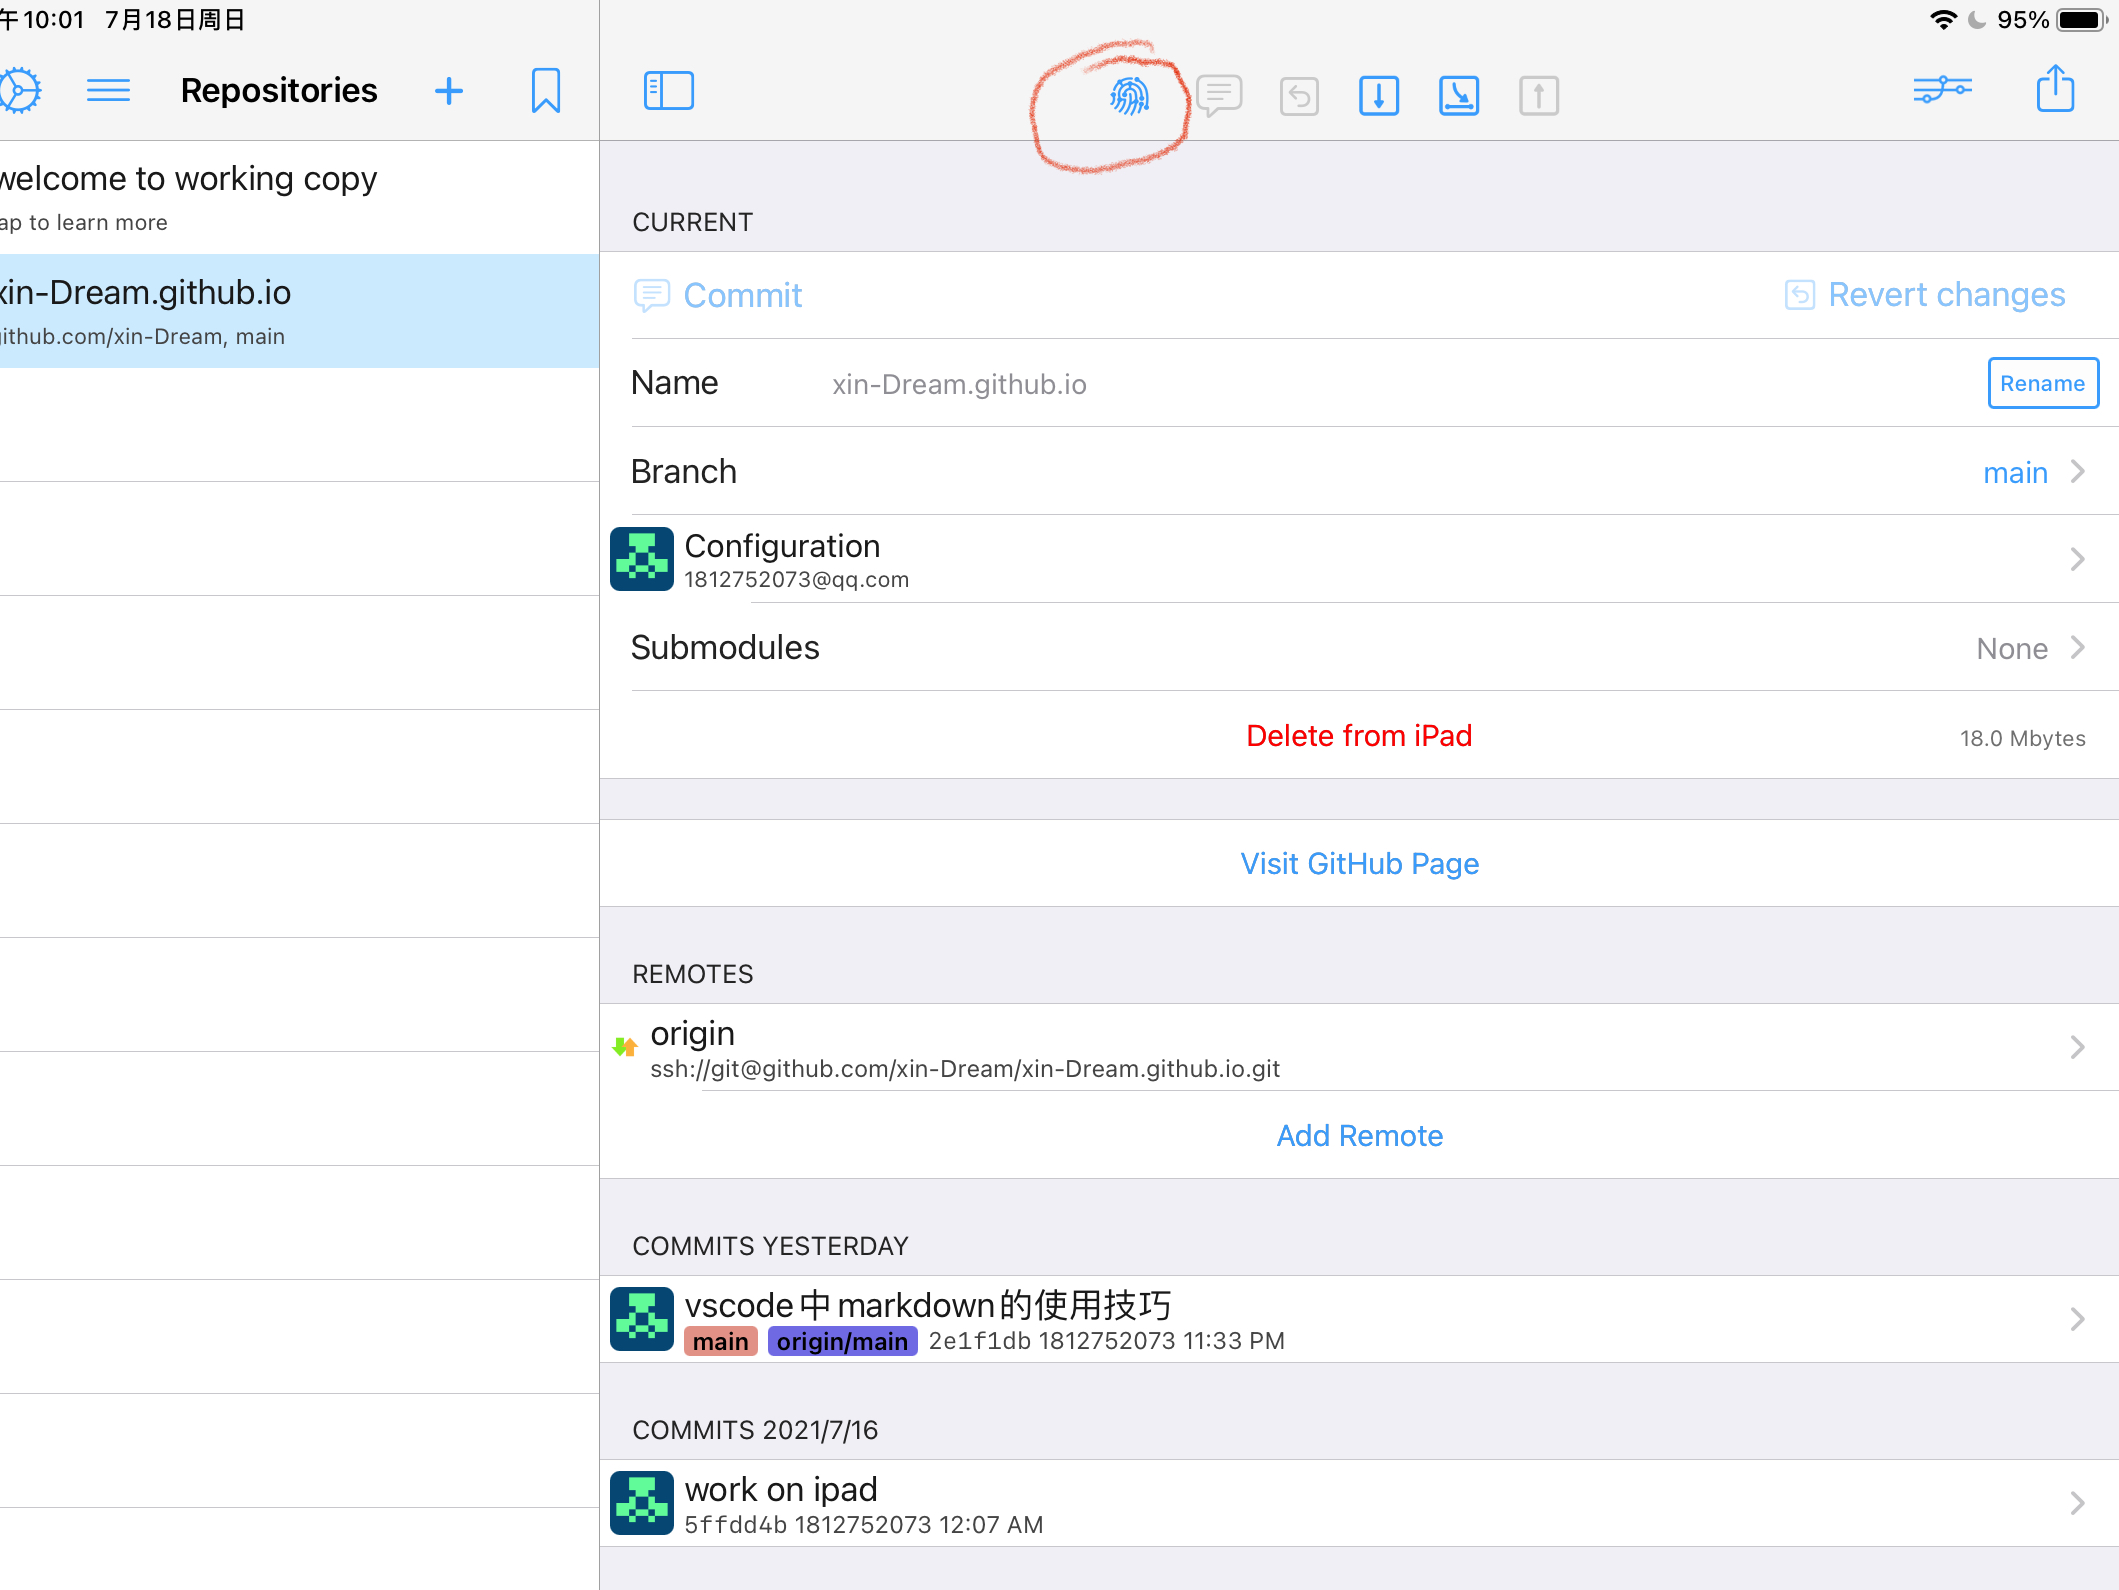 午10:01 7月18日周日
95%
Repositories
welcome to working copy
ap to learn more
xin-Dream.github.io
github.com/xin-Dream, main
CURRENT
Commit
Revert changes
Name xin-Dream.github.io Rename
Branch main
Configuration
1812752073@qq.com
Submodules None
Delete from iPad 18.0 Mbytes
Visit GitHub Page
REMOTES
origin
ssh://git@github.com/xin-Dream/xin-Dream.github.io.git
Add Remote
COMMITS YESTERDAY
vscode中markdown的使用技巧
main origin/main 2e1f1db 1812752073 11:33 PM
COMMITS 2021/7/16
work on ipad
5ffdd4b 1812752073 12:07 AM